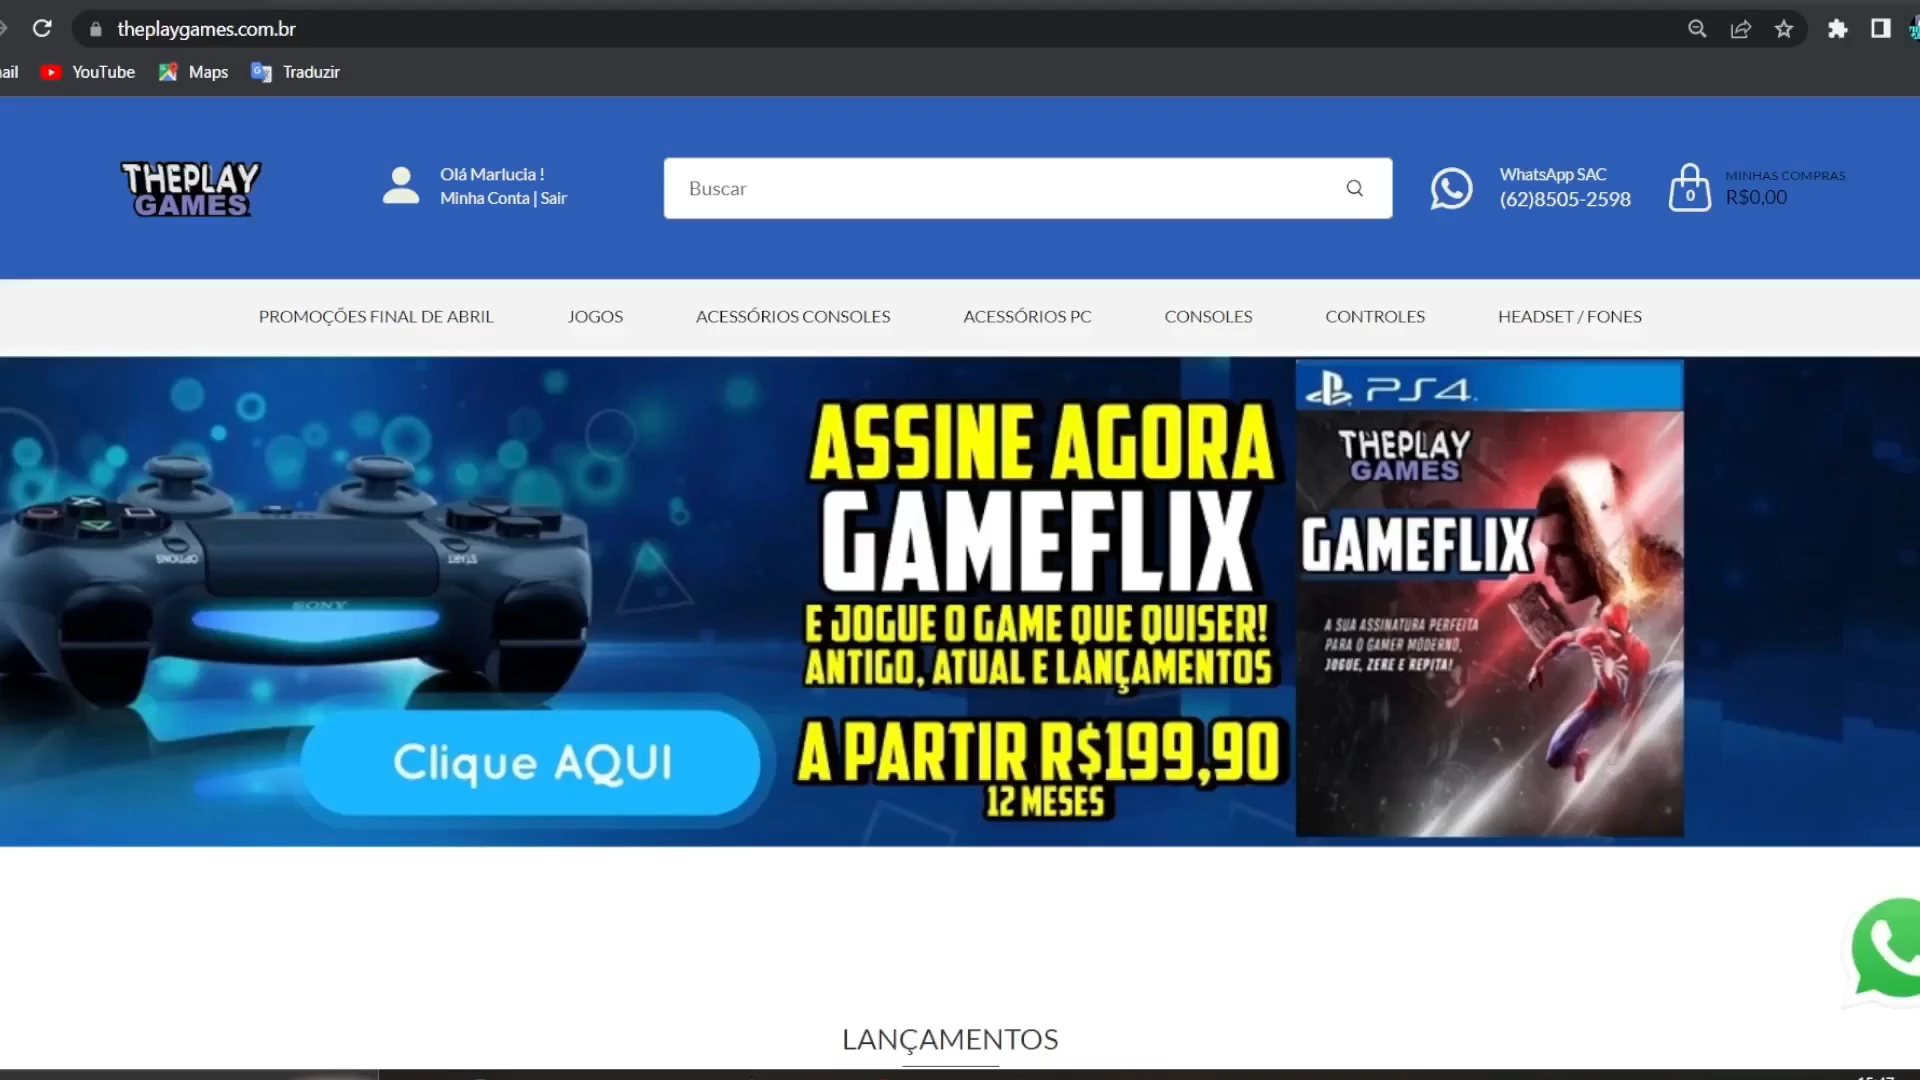 theplaygames.com.br
YouTube
Maps
Traduzir
THEPLAY
GAMES
Olá Marlucia !
Minha Conta | Sair
Buscar
WhatsApp SAC
(62)8505-2598
0
MINHAS COMPRAS
R$0,00
PROMOÇÕES FINAL DE ABRIL
JOGOS
ACESSÓRIOS CONSOLES
ACESSÓRIOS PC
CONSOLES
CONTROLES
HEADSET / FONES
OPTIONS
START
SONY
Clique AQUI
ASSINE AGORA
GAMEFLIX
E JOGUE O GAME QUE QUISER!
ANTIGO, ATUAL E LANÇAMENTOS
A PARTIR R$199,90
12 MESES
PS4
THEPLAY
GAMES
GAMEFLIX
A SUA ASSINATURA PERFEITA
PARA O GAMER MODERNO,
JOGUE, ZERE E REPITA!
LANÇAMENTOS